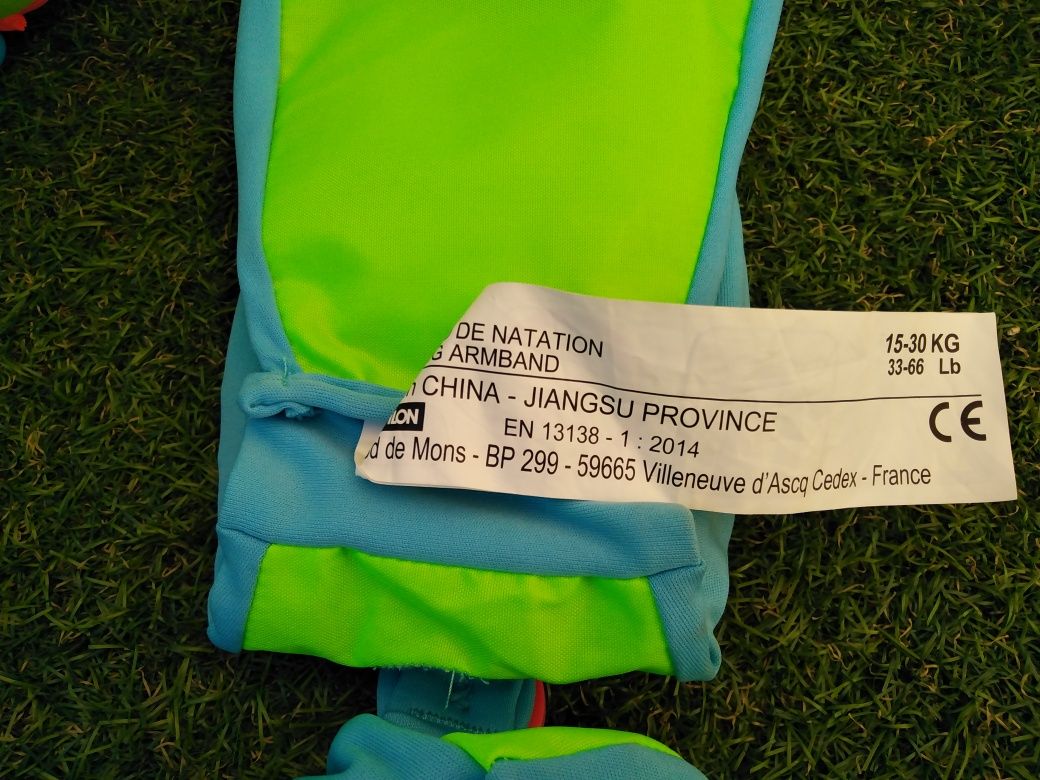 DE NATATION
G ARMBAND
15-30 KG
33-66 Lb
CHINA - JIANGSU PROVINCE
LON
EN 13138 - 1 : 2014
de Mons - BP 299 - 59665 Villeneuve d'Ascq Cedex - France
CE